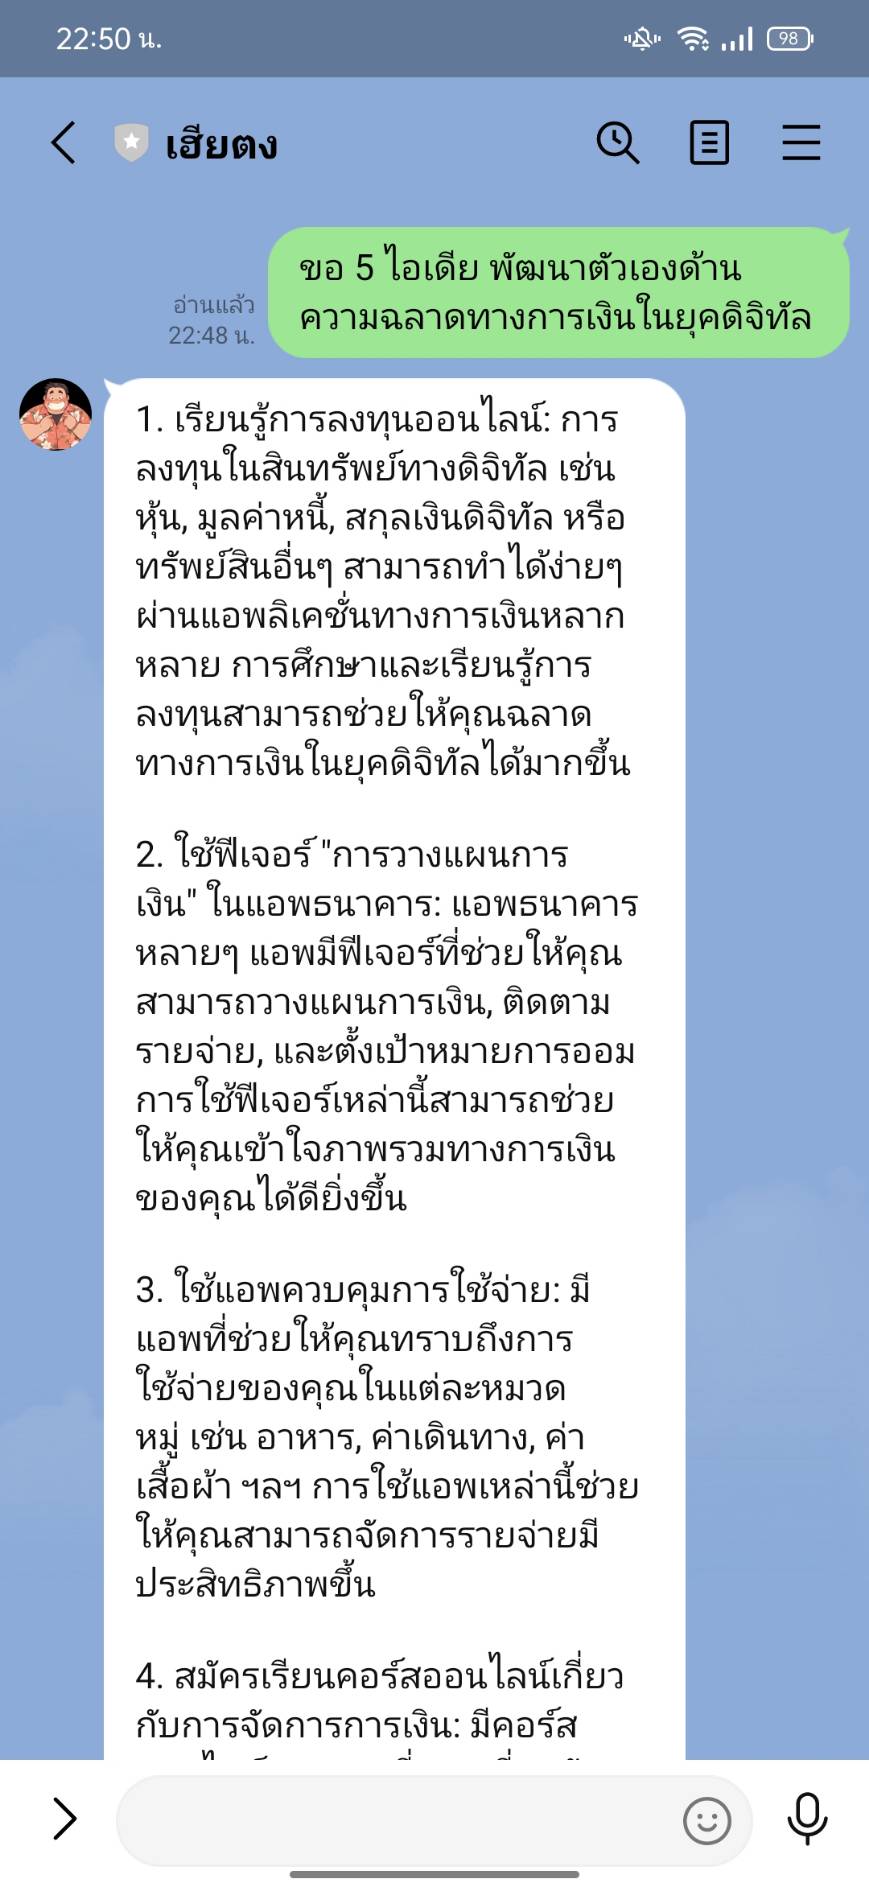 22:50 น.
98
เฮียตง
ขอ 5 ไอเดีย พัฒนาตัวเองด้าน
ความฉลาดทางการเงินในยุคดิจิทัล
อ่านแล้ว
22:48 น.
1. เรียนรู้การลงทุนออนไลน์: การ
ลงทุนในสินทรัพย์ทางดิจิทัล เช่น
หุ้น, มูลค่าหนี้, สกุลเงินดิจิทัล หรือ
ทรัพย์สินอื่นๆ สามารถทำได้ง่ายๆ
ผ่านแอพลิเคชั่นทางการเงินหลาก
หลาย การศึกษาและเรียนรู้การ
ลงทุนสามารถช่วยให้คุณฉลาด
ทางการเงินในยุคดิจิทัลได้มากขึ้น
2. ใช้ฟีเจอร์ "การวางแผนการ
เงิน" ในแอพธนาคาร: แอพธนาคาร
หลายๆ แอพมีฟีเจอร์ที่ช่วยให้คุณ
สามารถวางแผนการเงิน, ติดตาม
รายจ่าย, และตั้งเป้าหมายการออม
การใช้ฟีเจอร์เหล่านี้สามารถช่วย
ให้คุณเข้าใจภาพรวมทางการเงิน
ของคุณได้ดียิ่งขึ้น
3. ใช้แอพควบคุมการใช้จ่าย: มี
แอพที่ช่วยให้คุณทราบถึงการ
ใช้จ่ายของคุณในแต่ละหมวด
หมู่ เช่น อาหาร, ค่าเดินทาง, ค่า
เสื้อผ้า ฯลฯ การใช้แอพเหล่านี้ช่วย
ให้คุณสามารถจัดการรายจ่ายมี
ประสิทธิภาพขึ้น
4. สมัครเรียนคอร์สออนไลน์เกี่ยว
กับการจัดการการเงิน: มีคอร์ส